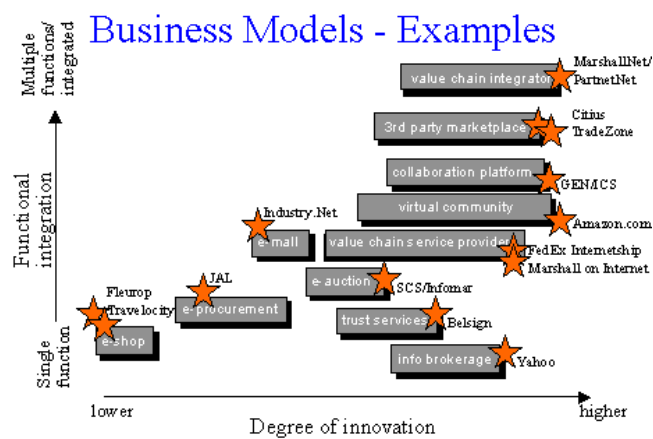 Business Models - Examples
Multiple functions/
integrated
MarshallNet/
PartnetNet
value chain integrator
Citius
TradeZone
3rd party marketplace
collaboration platform
GEN/ICS
virtual community
Amazon.com
Industry.Net
e-mall
value chain service provider
FedEx Internetship
Marshall on Internet
Functional
integration
JAL
e-auction
SCS/Infomar
Fleurop
Travelocity
e-procurement
trust services
Belsign
e-shop
info brokerage
Yahoo
Single
function
lower
higher
Degree of innovation